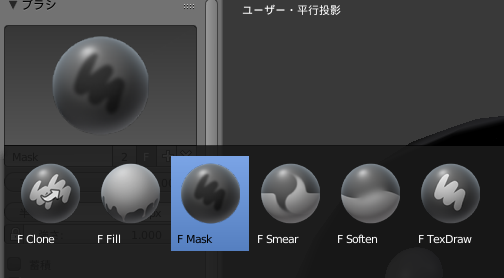 ▼ブラシ
ユーザー・平行投影
Mask 2 F
1.000
F Clone
F Fill
F Mask
F Smear
F Soften
F TexDraw